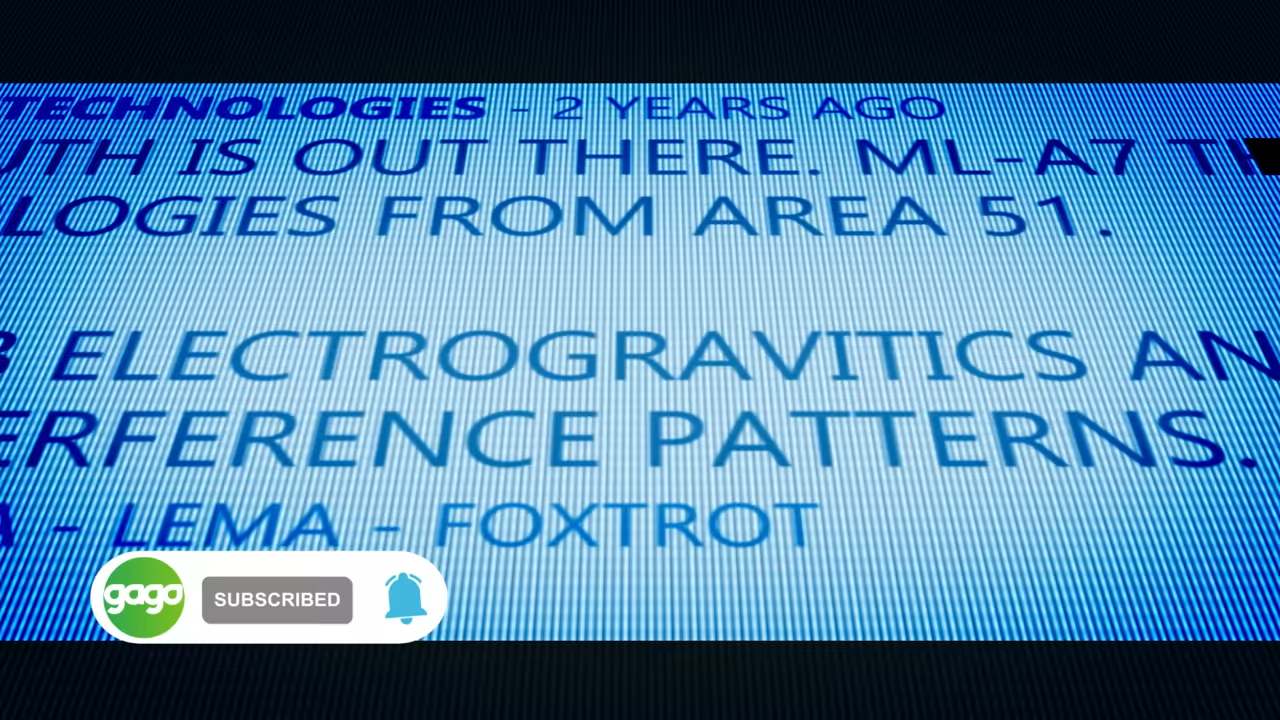 TECHNOLOGIES - 2 YEARS AGO
UTH IS OUT THERE. ML-A7 TH
LOGIES FROM AREA 51.
ELECTROGRAVITICS AN
ERFERENCE PATTERNS.
A - LEMA - FOXTROT
gaga
SUBSCRIBED